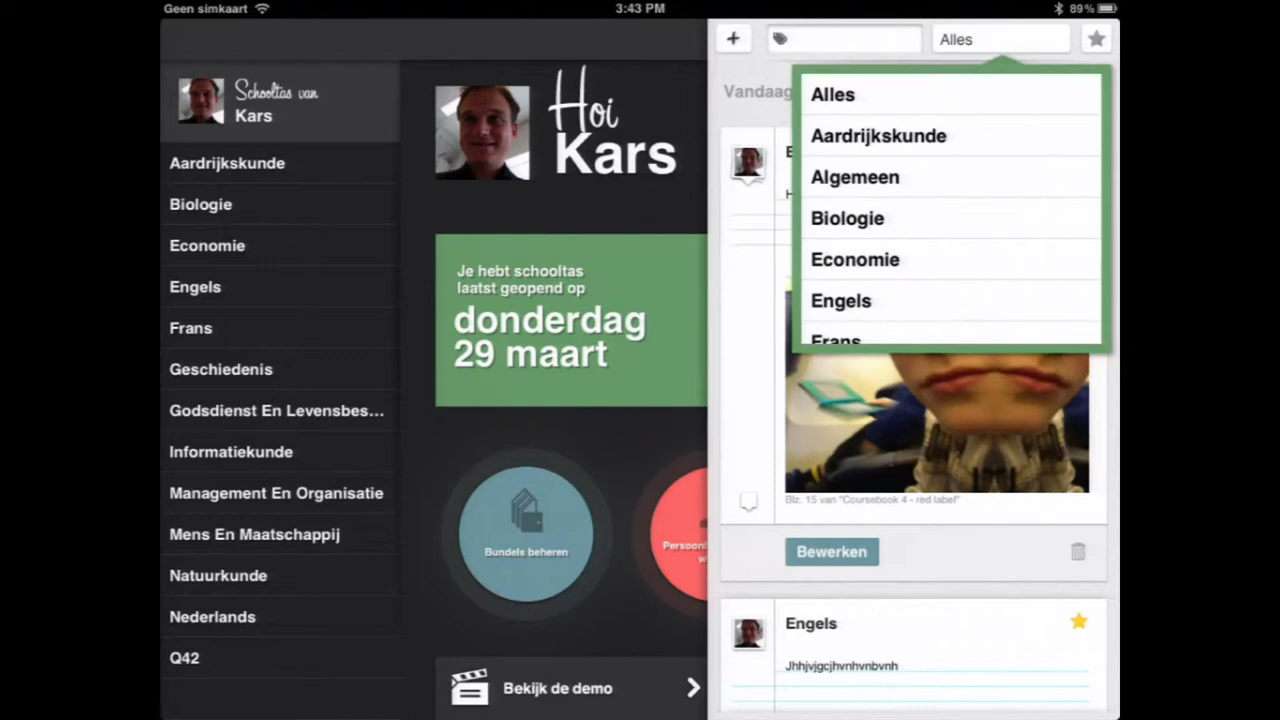 Geen simkaart
3:43 PM
89%
Schooltas van
Kars
Aardrijkskunde
Biologie
Economie
Engels
Frans
Geschiedenis
Godsdienst En Levensbes...
Informatiekunde
Management En Organisatie
Mens En Maatschappij
Natuurkunde
Nederlands
Q42
Hoi
Kars
Je hebt schooltas
laatst geopend op
donderdag
29 maart
Bundels beheren
Bekijk de demo
Alles
Vandaag
Alles
Aardrijkskunde
Algemeen
Biologie
Economie
Engels
Frans
Blz. 15 van "Coursebook 4 - red label"
Bewerken
Engels
Jhhjvjgcjhvnhvnbvnh